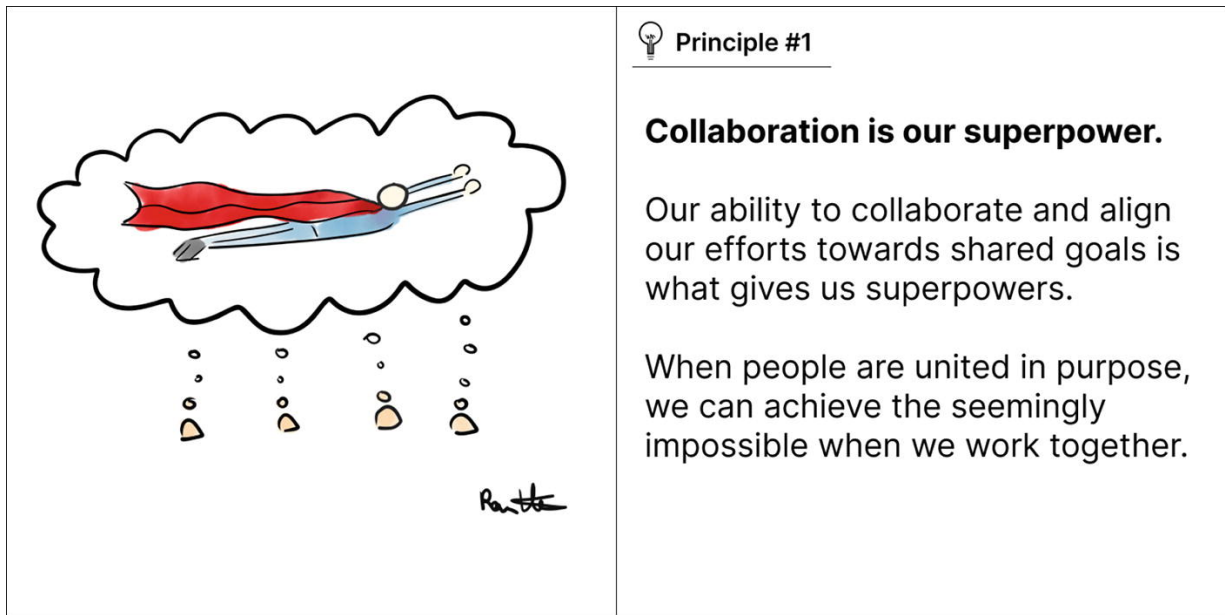 Principle #1
Collaboration is our superpower.
Our ability to collaborate and align
our efforts towards shared goals is
what gives us superpowers.
When people are united in purpose,
we can achieve the seemingly
impossible when we work together.